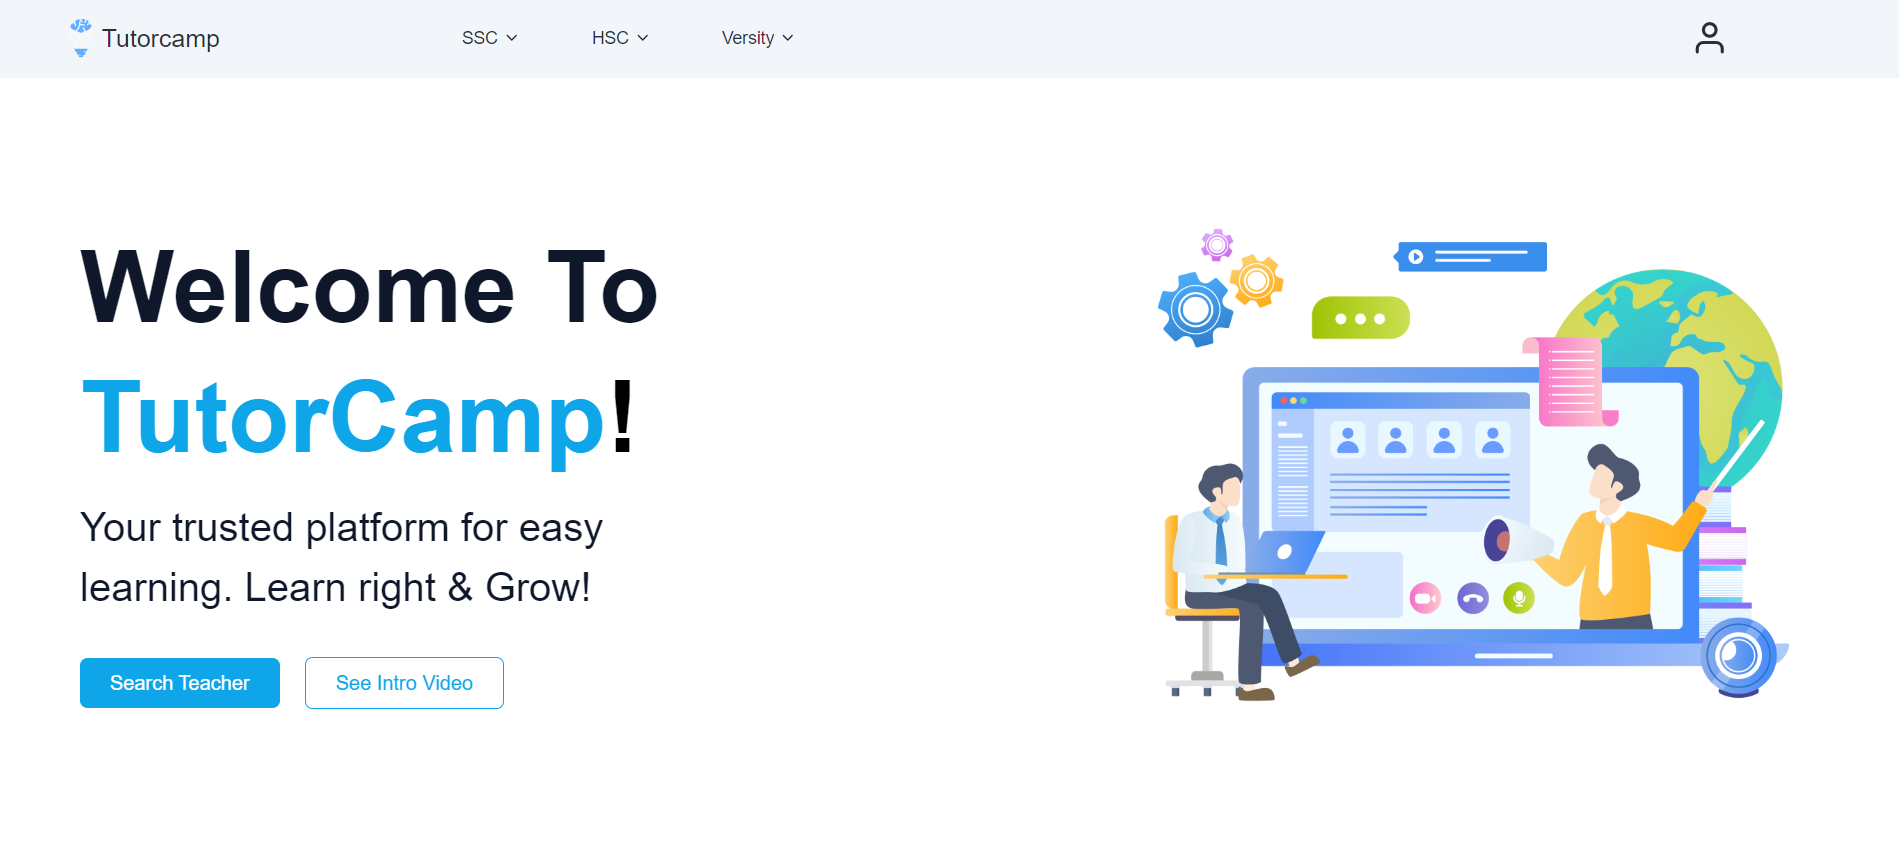 Tutorcamp
SSC
HSC
Versity
Welcome To
TutorCamp!
Your trusted platform for easy
learning. Learn right & Grow!
Search Teacher
See Intro Video